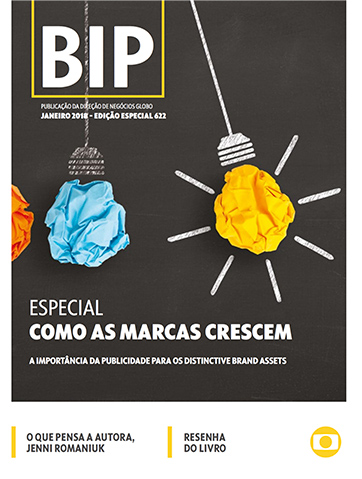 BIP
PUBLICAÇÃO DA DIREÇÃO DE NEGÓCIOS GLOBO
JANEIRO 2018 - EDIÇÃO ESPECIAL 622
ESPECIAL
COMO AS MARCAS CRESCEM
A IMPORTÂNCIA DA PUBLICIDADE PARA OS DISTINCTIVE BRAND ASSETS
O QUE PENSA A AUTORA,
JENNI ROMANIUK
RESENHA
DO LIVRO